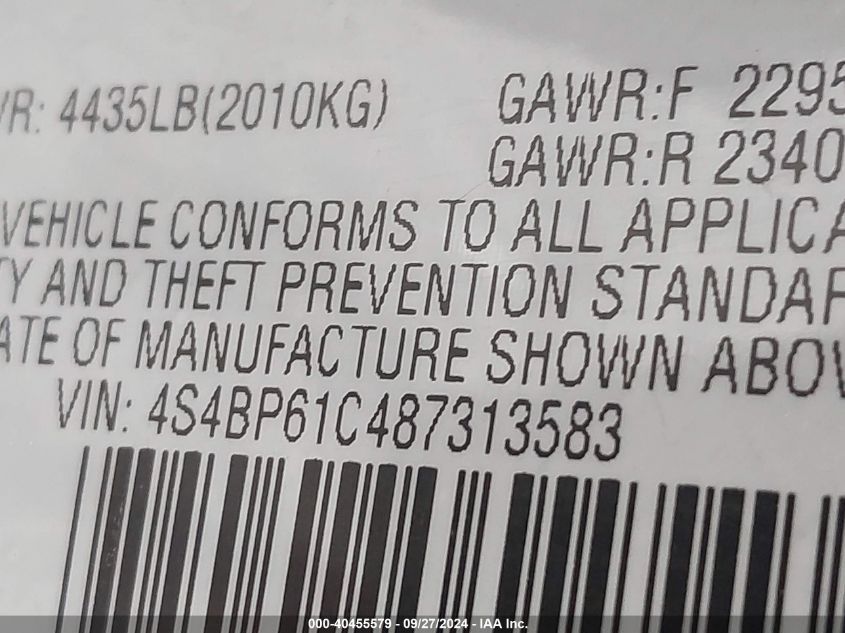 VR: 4435LB(2010KG) GAWR:F 2295
GAWR:R 2340
VEHICLE CONFORMS TO ALL APPLICA
TY AND THEFT PREVENTION STANDAR
ATE OF MANUFACTURE SHOWN ABOV
VIN: 4S4BP61C487313583
000-40455579 - 09/27/2024 - IAA Inc.